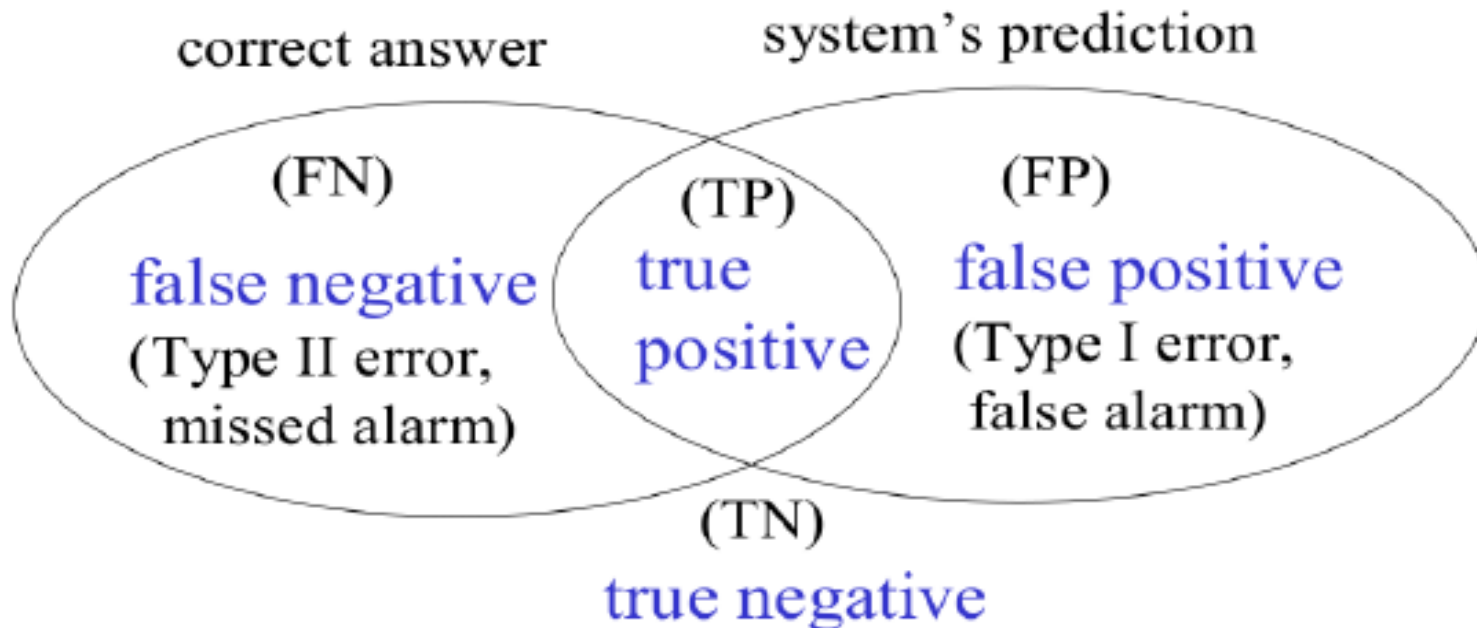 correct answer
system's prediction
(FN)
false negative
(Type II error,
missed alarm)
(TP)
true
positive
(FP)
false positive
(Type I error,
false alarm)
(TN)
true negative